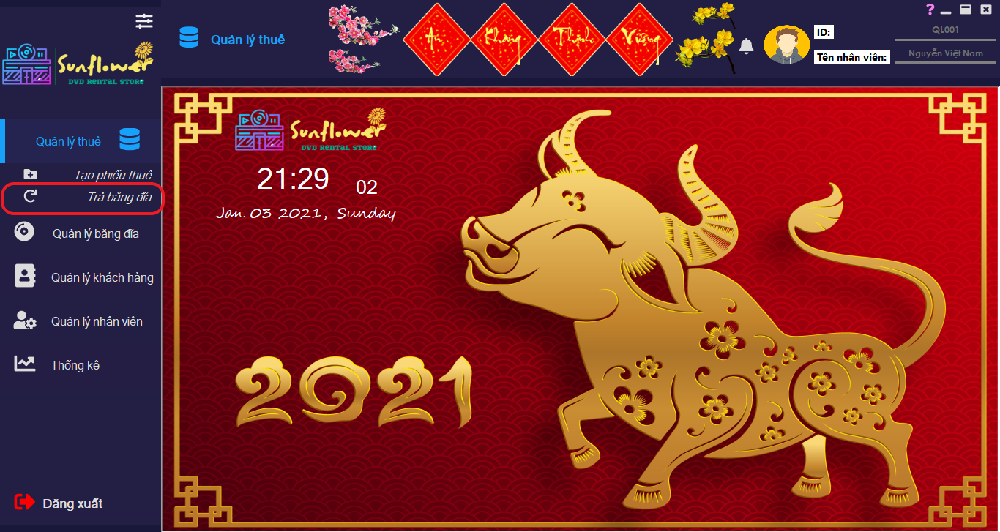 Sunflower
DVD RENTAL STORE
Quản lý thuê
Tạo phiếu thuê
Trả băng đĩa
Quản lý băng đĩa
Quản lý khách hàng
Quản lý nhân viên
Thống kê
Đăng xuất
Quản lý thuê
An Khang Thịnh Vượng
?
ID:
QL001
Tên nhân viên:
Nguyễn Việt Nam
Sunflower
DVD RENTAL STORE
21:29 02
Jan 03 2021, Sunday
2021